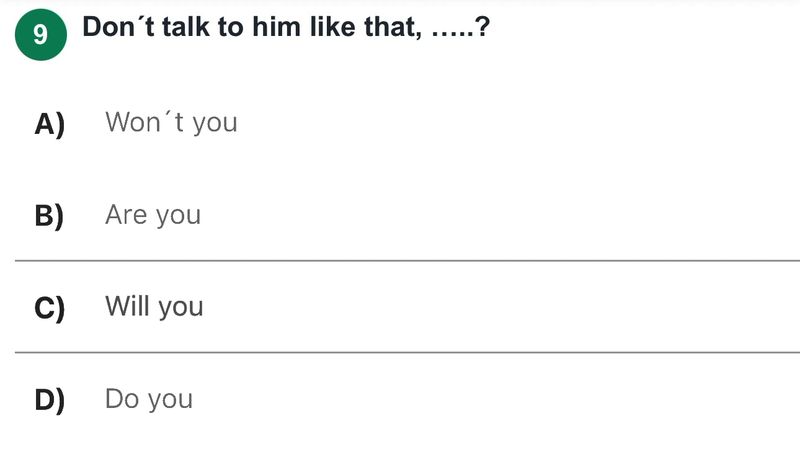 9 Don´t talk to him like that, …..?
A) Won´t you
B) Are you
C) Will you
D) Do you